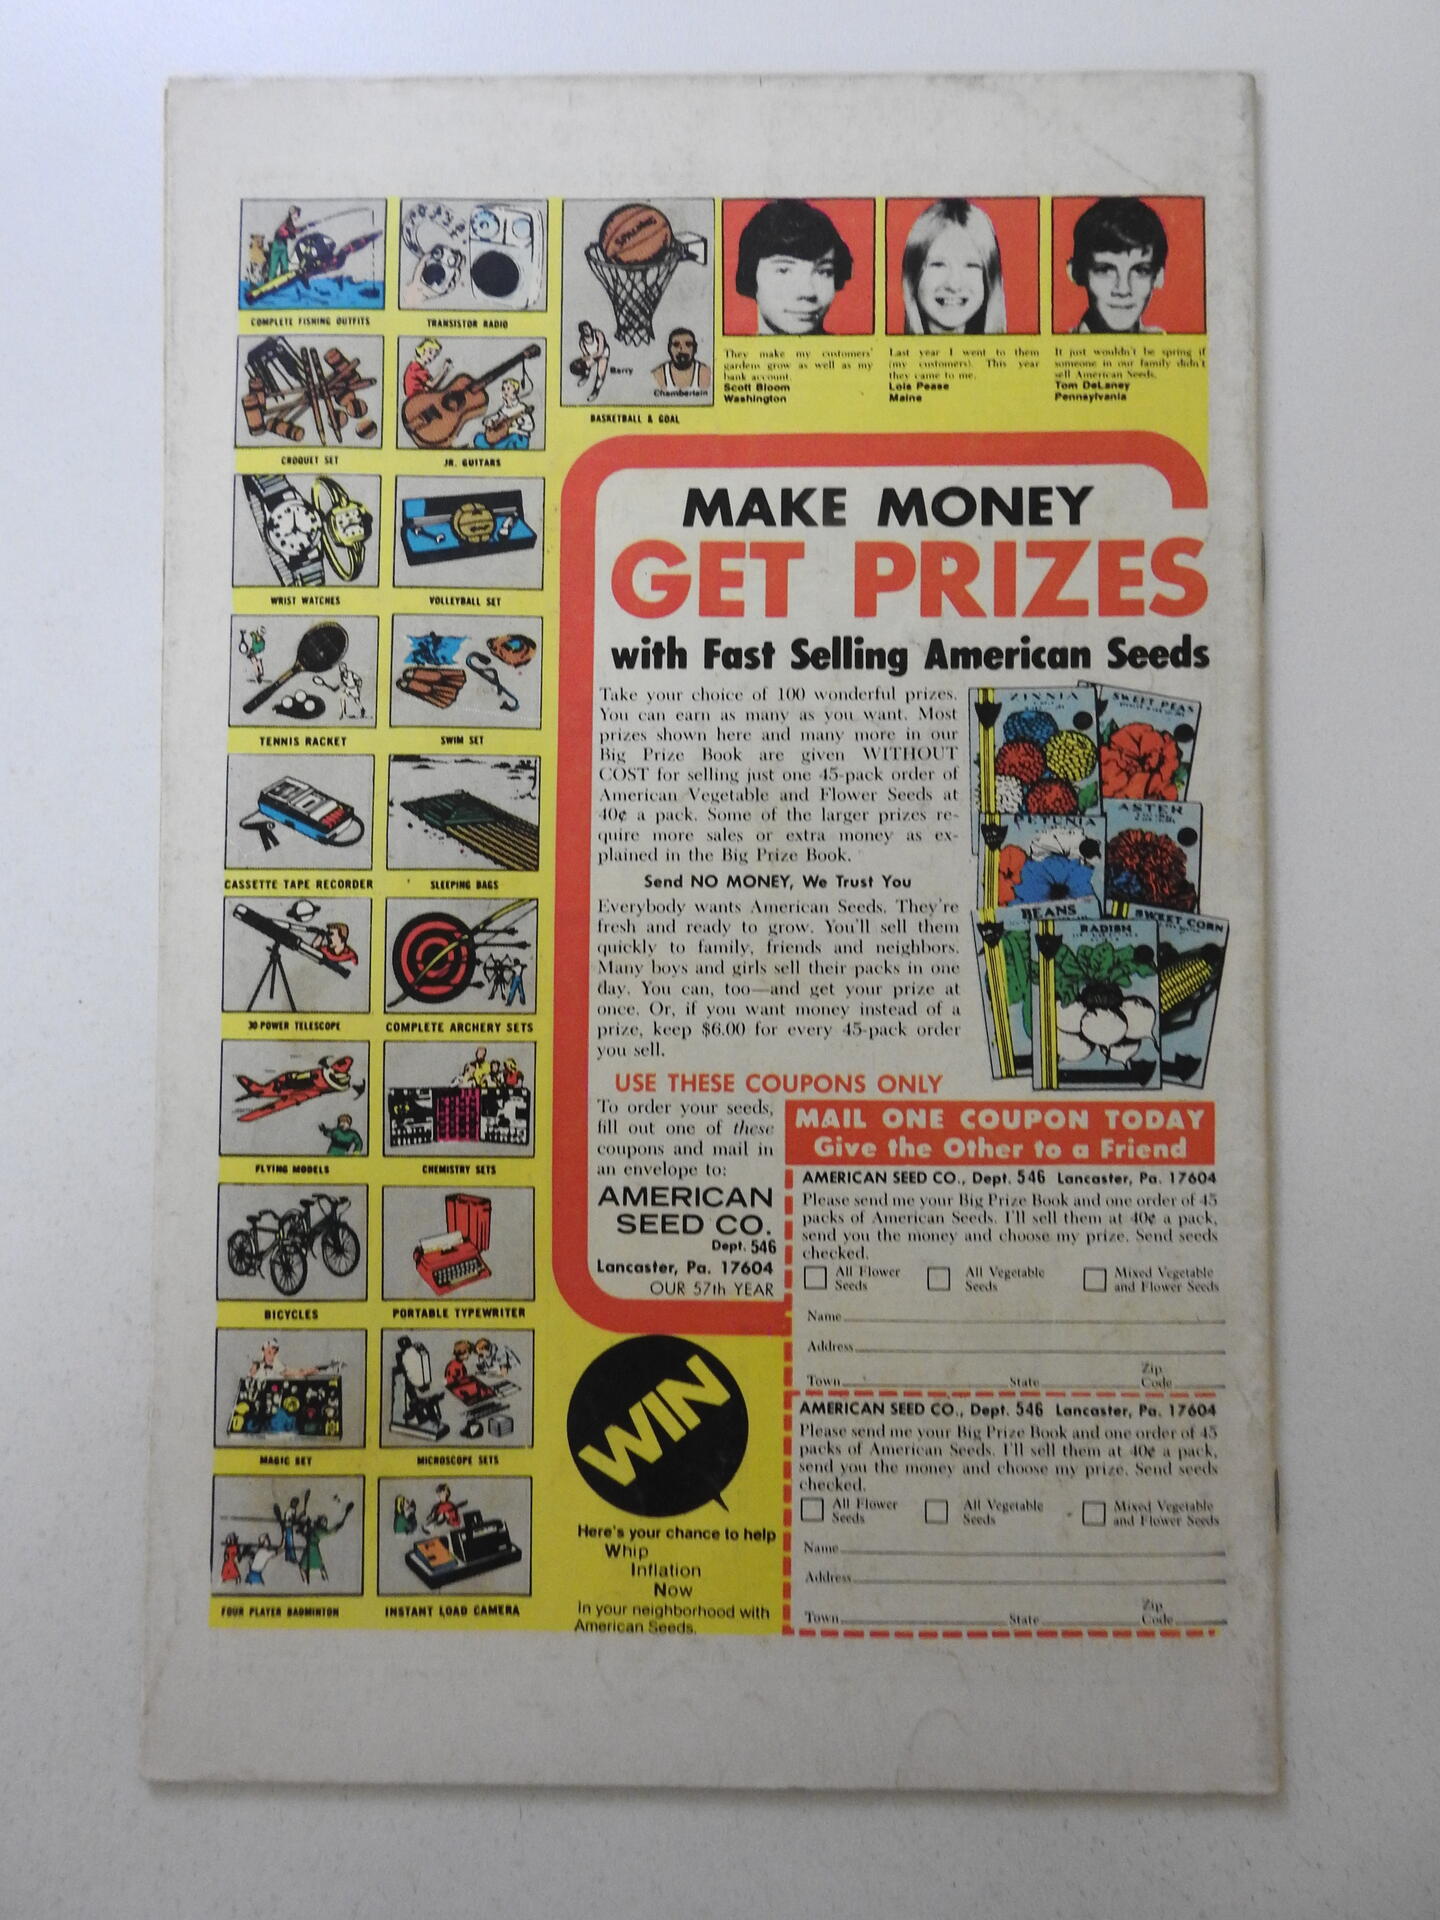 COMPLETE FISHING OUTFITS
TRANSISTOR RADIO
SPALDING
Barry
Chamberlain
BASKETBALL & GOAL
CROQUET SET
JR. GUITARS
WRIST WATCHES
VOLLEYBALL SET
TENNIS RACKET
SWIM SET
CASSETTE TAPE RECORDER
SLEEPING BAGS
30-POWER TELESCOPE
COMPLETE ARCHERY SETS
FLYING MODELS
CHEMISTRY SETS
BICYCLES
PORTABLE TYPEWRITER
MAGIC SET
MICROSCOPE SETS
FOUR PLAYER BADMINTON
INSTANT LOAD CAMERA
They make my customers'
gardens grow as well as my
bank account.
Scott Bloom
Washington
Last year I went to them
(my customers). This year
they came to me.
Lois Pease
Maine
It just wouldn't be spring if
someone in our family didn't
sell American Seeds.
Tom DeLaney
Pennsylvania
MAKE MONEY
GET PRIZES
with Fast Selling American Seeds
Take your choice of 100 wonderful prizes.
You can earn as many as you want. Most
prizes shown here and many more in our
Big Prize Book are given WITHOUT
COST for selling just one 45-pack order of
American Vegetable and Flower Seeds at
40¢ a pack. Some of the larger prizes re-
quire more sales or extra money as ex-
plained in the Big Prize Book.
Send NO MONEY, We Trust You
Everybody wants American Seeds. They're
fresh and ready to grow. You'll sell them
quickly to family, friends and neighbors.
Many boys and girls sell their packs in one
day. You can, too—and get your prize at
once. Or, if you want money instead of a
prize, keep $6.00 for every 45-pack order
you sell.
ZINNIA
SWEET PEAS
PETUNIA
ASTER
BEANS
RADISH
SWEET CORN
USE THESE COUPONS ONLY
To order your seeds,
fill out one of these
coupons and mail in
an envelope to:
AMERICAN
SEED CO.
Dept. 546
Lancaster, Pa. 17604
OUR 57th YEAR
MAIL ONE COUPON TODAY
Give the Other to a Friend
AMERICAN SEED CO., Dept. 546 Lancaster, Pa. 17604
Please send me your Big Prize Book and one order of 45
packs of American Seeds. I'll sell them at 40¢ a pack,
send you the money and choose my prize. Send seeds
checked.
All Flower Seeds
All Vegetable Seeds
Mixed Vegetable and Flower Seeds
Name
Address
Town State Zip Code
AMERICAN SEED CO., Dept. 546 Lancaster, Pa. 17604
Please send me your Big Prize Book and one order of 45
packs of American Seeds. I'll sell them at 40¢ a pack,
send you the money and choose my prize. Send seeds
checked.
All Flower Seeds
All Vegetable Seeds
Mixed Vegetable and Flower Seeds
Name
Address
Town State Zip Code
WIN
Here's your chance to help
Whip
Inflation
Now
in your neighborhood with
American Seeds.